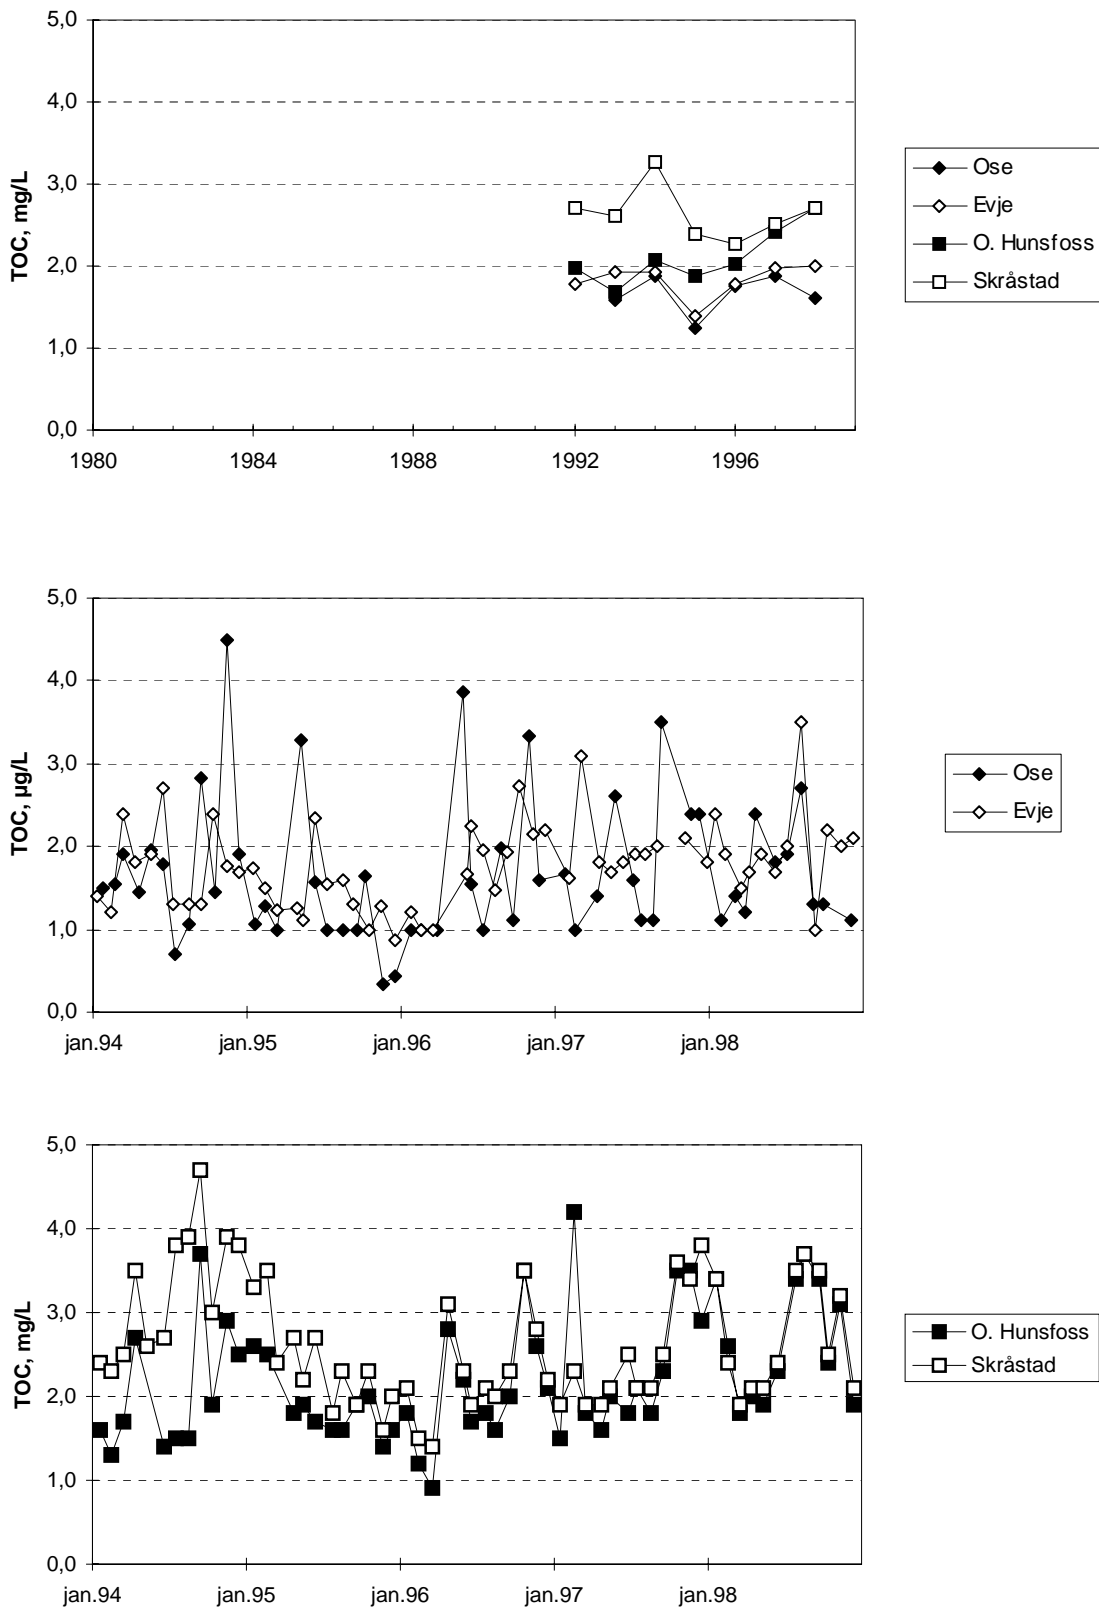 5,0
4,0
3,0
2,0
1,0
0,0
TOC, mg/L
1980 1984 1988 1992 1996
Ose
Evje
O. Hunsfoss
Skråstad
5,0
4,0
3,0
2,0
1,0
0,0
TOC, µg/L
jan.94 jan.95 jan.96 jan.97 jan.98
Ose
Evje
5,0
4,0
3,0
2,0
1,0
0,0
TOC, mg/L
jan.94 jan.95 jan.96 jan.97 jan.98
O. Hunsfoss
Skråstad